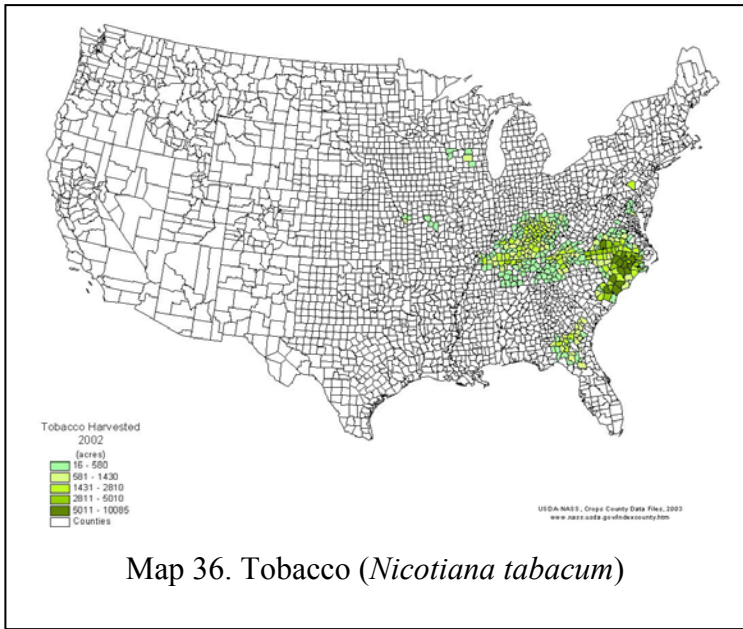 Tobacco Harvested
2002
(acres)
16 - 580
581 - 1430
1431 - 2810
2811 - 5010
5011 - 10085
Counties
USDA-NASS, Crops County Data Files, 2003
www.nass.usda.gov/indexcounty.htm
Map 36. Tobacco (Nicotiana tabacum)